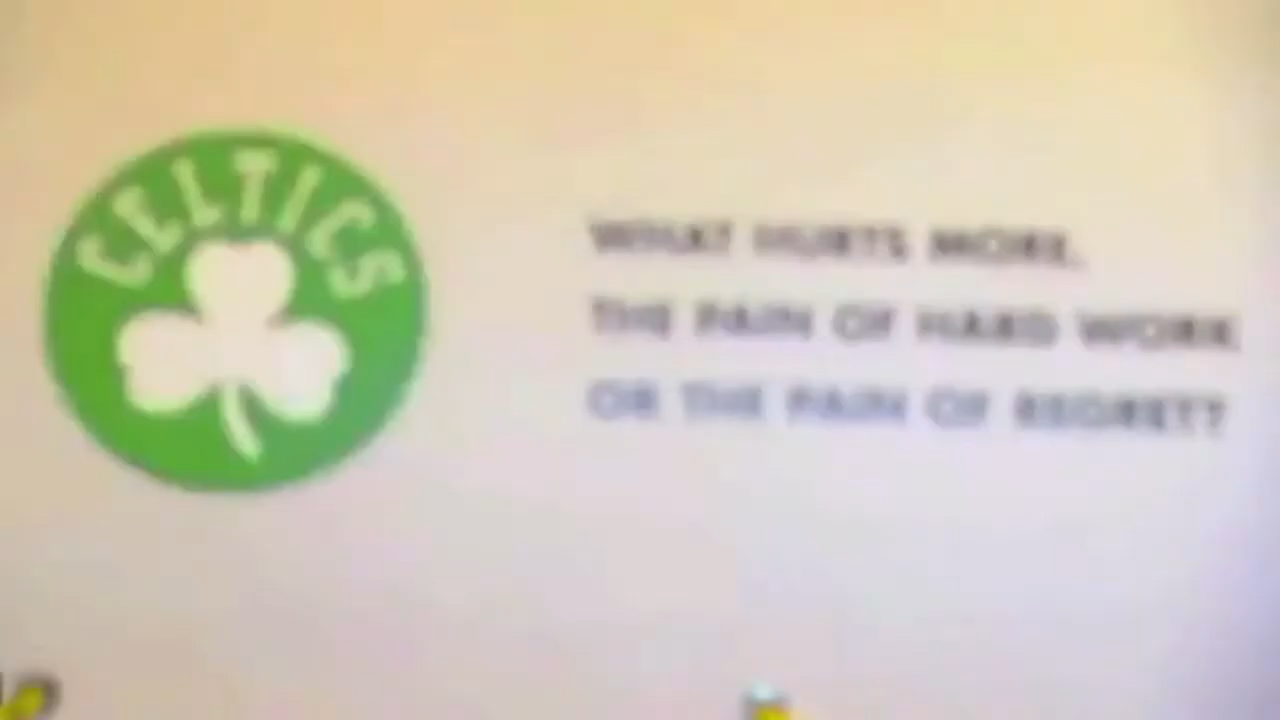 CELTICS
WHAT HURTS MORE,
THE PAIN OF HARD WORK
OR THE PAIN OF REGRET?